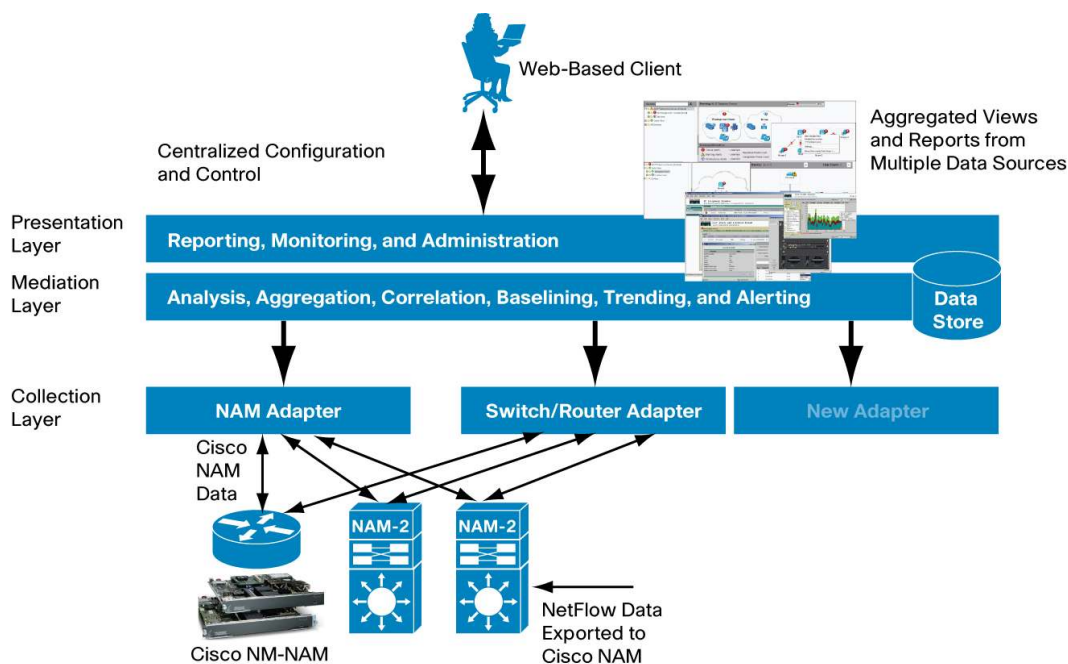 Web-Based Client
Aggregated Views
and Reports from
Multiple Data Sources
Centralized Configuration
and Control
Presentation
Layer
Reporting, Monitoring, and Administration
Mediation
Layer
Analysis, Aggregation, Correlation, Baselining, Trending, and Alerting
Data
Store
Collection
Layer
NAM Adapter
Switch/Router Adapter
New Adapter
Cisco
NAM
Data
NAM-2
NAM-2
NetFlow Data
Exported to
Cisco NAM
Cisco NM-NAM